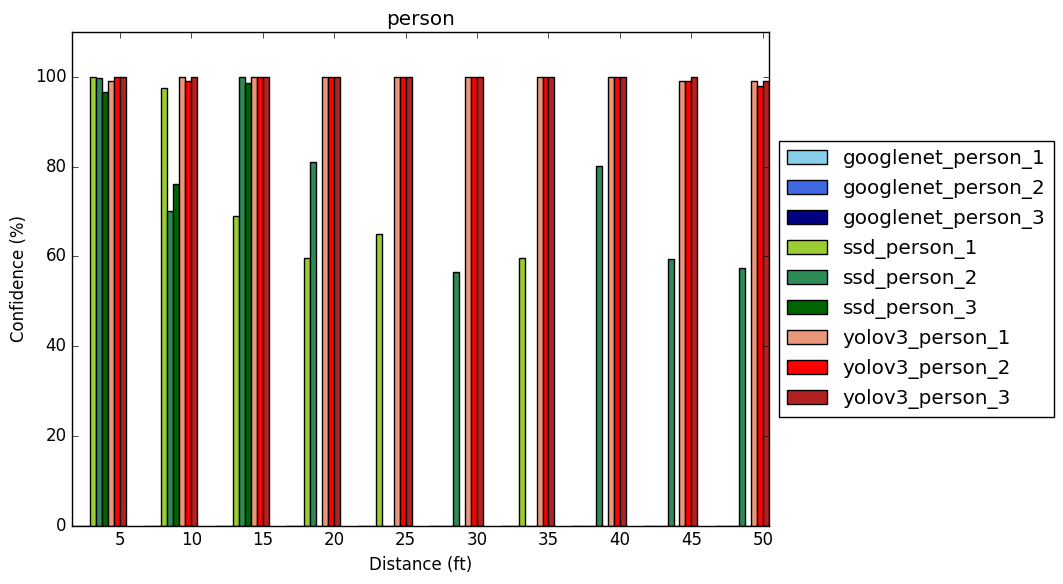 person
100
80
60
40
20
0
Confidence (%)
5 10 15 20 25 30 35 40 45 50
Distance (ft)
googlenet_person_1
googlenet_person_2
googlenet_person_3
ssd_person_1
ssd_person_2
ssd_person_3
yolov3_person_1
yolov3_person_2
yolov3_person_3